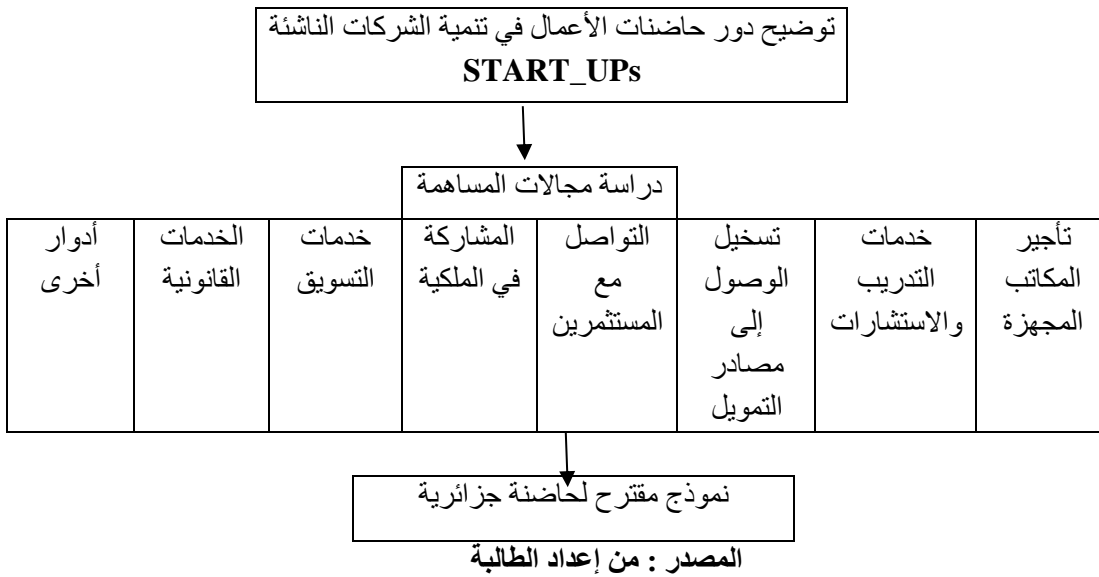 توضيح دور حاضنات الأعمال في تنمية الشركات الناشئة
START_UPs
دراسة مجالات المساهمة
تأجير
المكاتب
المجهزة
خدمات
التدريب
والاستشارات
تسخيل
الوصول
إلى
مصادر
التمويل
التواصل
مع
المستثمرين
المشاركة
في الملكية
خدمات
التسويق
الخدمات
القانونية
أدوار
أخرى
نموذج مقترح لحاضنة جزائرية
المصدر : من إعداد الطالبة